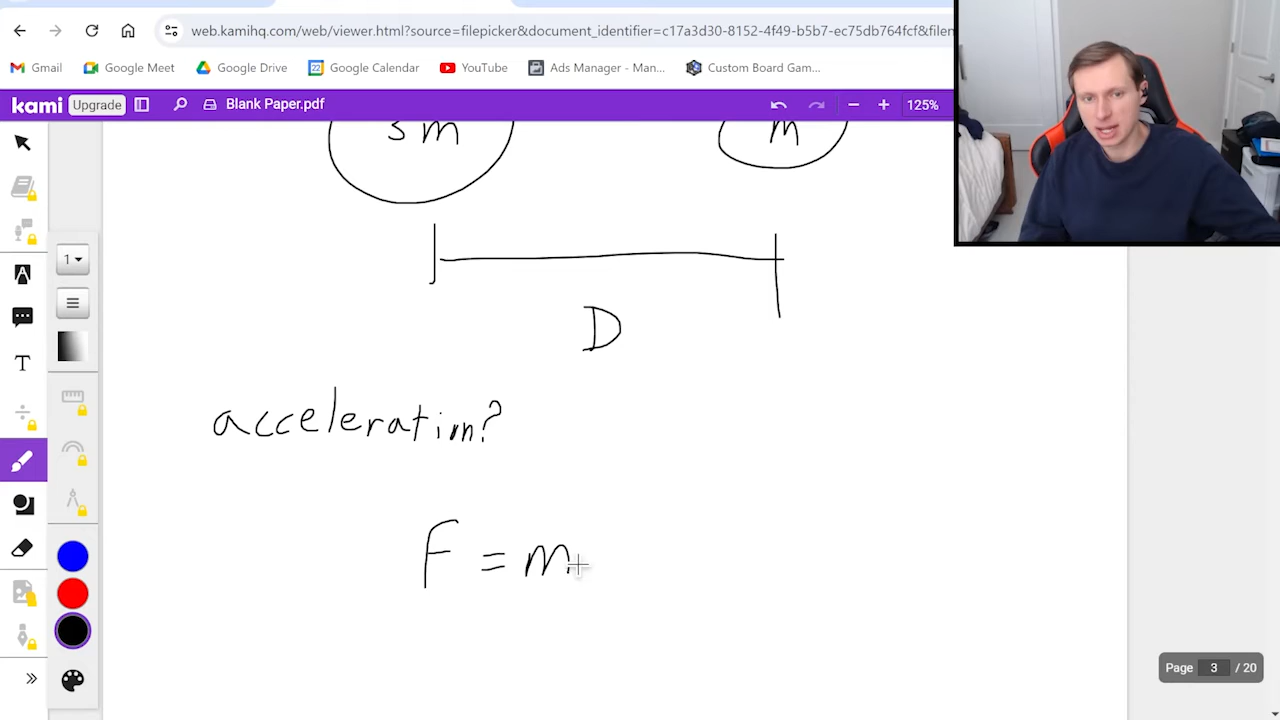 web.kamihq.com/web/viewer.html?source=filepicker&document_identifier=c17a3d30-8152-4f49-b5b7-ec75db764fcf&filen
Gmail Google Meet Google Drive 22 Google Calendar YouTube Ads Manager - Man... Custom Board Gam...
kami Upgrade Blank Paper.pdf 125%
m
D
acceleratim?
F = m
1
A
T
Page 3 / 20